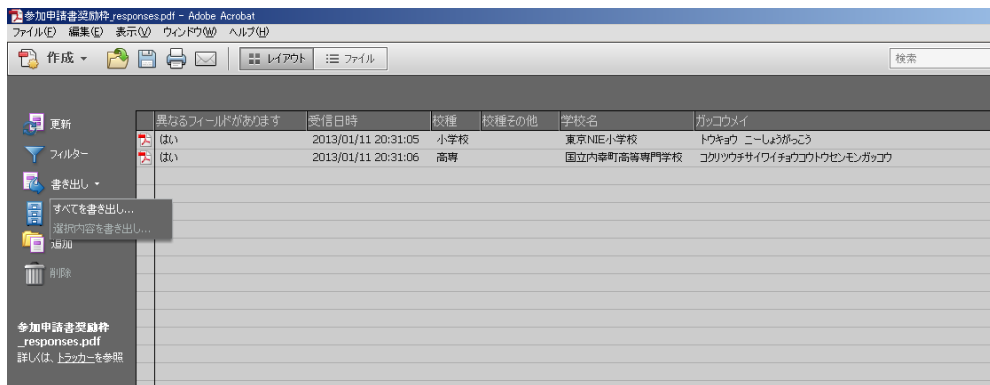 参加申請書奨励枠_responses.pdf - Adobe Acrobat
ファイル(F) 編集(E) 表示(V) ウィンドウ(W) ヘルプ(H)
作成 レイアウト ファイル 検索
異なるフィールドがあります 受信日時 校種 校種その他 学校名 ガッコウメイ
はい 2013/01/11 20:31:05 小学校 東京NIE小学校 トウキョウ ニーしょうがっこう
はい 2013/01/11 20:31:06 高専 国立内幸町高等専門学校 コクリツウチサイワイチョウコウトウセンモンガッコウ
更新
フィルター
書き出し
すべてを書き出し...
選択内容を書き出し...
追加
削除
参加申請書奨励枠
_responses.pdf
詳しくは、トラッカーを参照